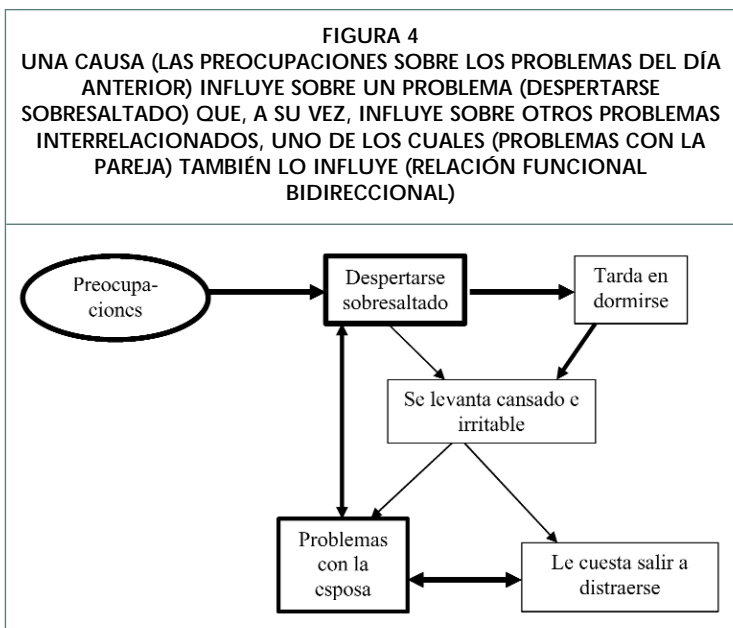 FIGURA 4
UNA CAUSA (LAS PREOCUPACIONES SOBRE LOS PROBLEMAS DEL DÍA
ANTERIOR) INFLUYE SOBRE UN PROBLEMA (DESPERTARSE
SOBRESALTADO) QUE, A SU VEZ, INFLUYE SOBRE OTROS PROBLEMAS
INTERRELACIONADOS, UNO DE LOS CUALES (PROBLEMAS CON LA
PAREJA) TAMBIÉN LO INFLUYE (RELACIÓN FUNCIONAL
BIDIRECCIONAL)
Preocupa-
ciones
Despertarse
sobresaltado
Tarda en
dormirse
Se levanta cansado e
irritable
Problemas
con la
esposa
Le cuesta salir a
distraerse